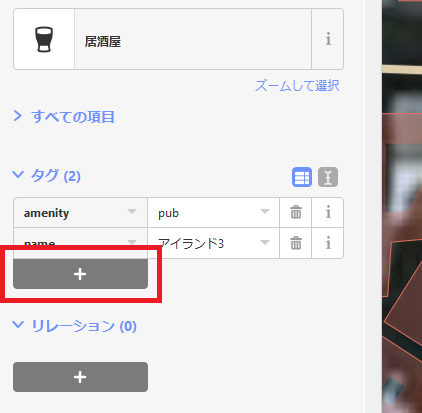 居酒屋
ズームして選択
すべての項目
タグ (2)
amenity pub
name アイランド3
+
リレーション (0)
+